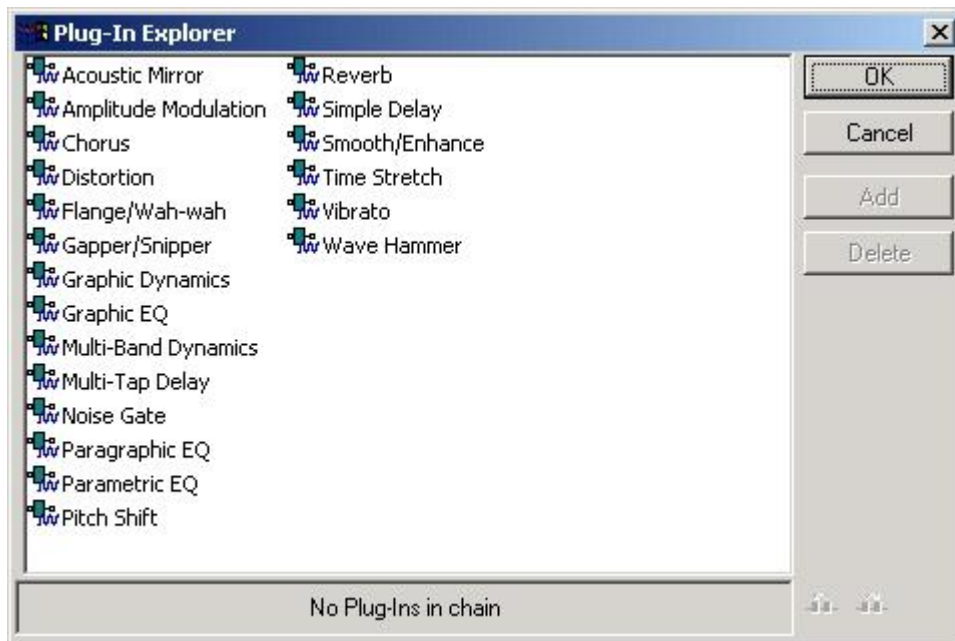 Plug-In Explorer
Acoustic Mirror
Amplitude Modulation
Chorus
Distortion
Flange/Wah-wah
Gapper/Snipper
Graphic Dynamics
Graphic EQ
Multi-Band Dynamics
Multi-Tap Delay
Noise Gate
Paragraphic EQ
Parametric EQ
Pitch Shift
Reverb
Simple Delay
Smooth/Enhance
Time Stretch
Vibrato
Wave Hammer
OK
Cancel
Add
Delete
No Plug-Ins in chain